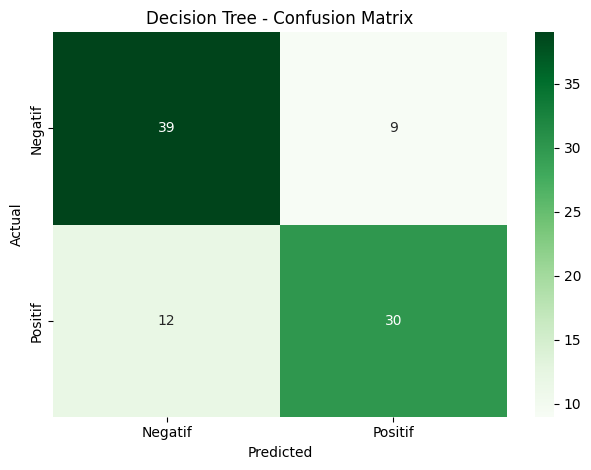 Decision Tree - Confusion Matrix
Negatif
39
9
Positif
12
30
Actual
Negatif
Positif
Predicted
35
30
25
20
15
10